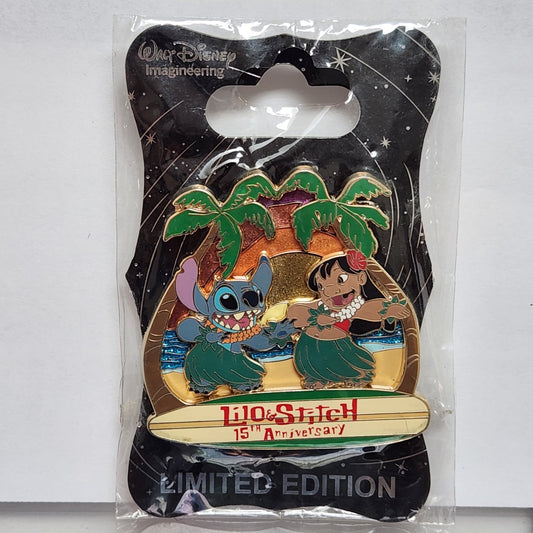 Walt Disney
Imagineering
Lilo & Stitch
15TH Anniversary
LIMITED EDITION